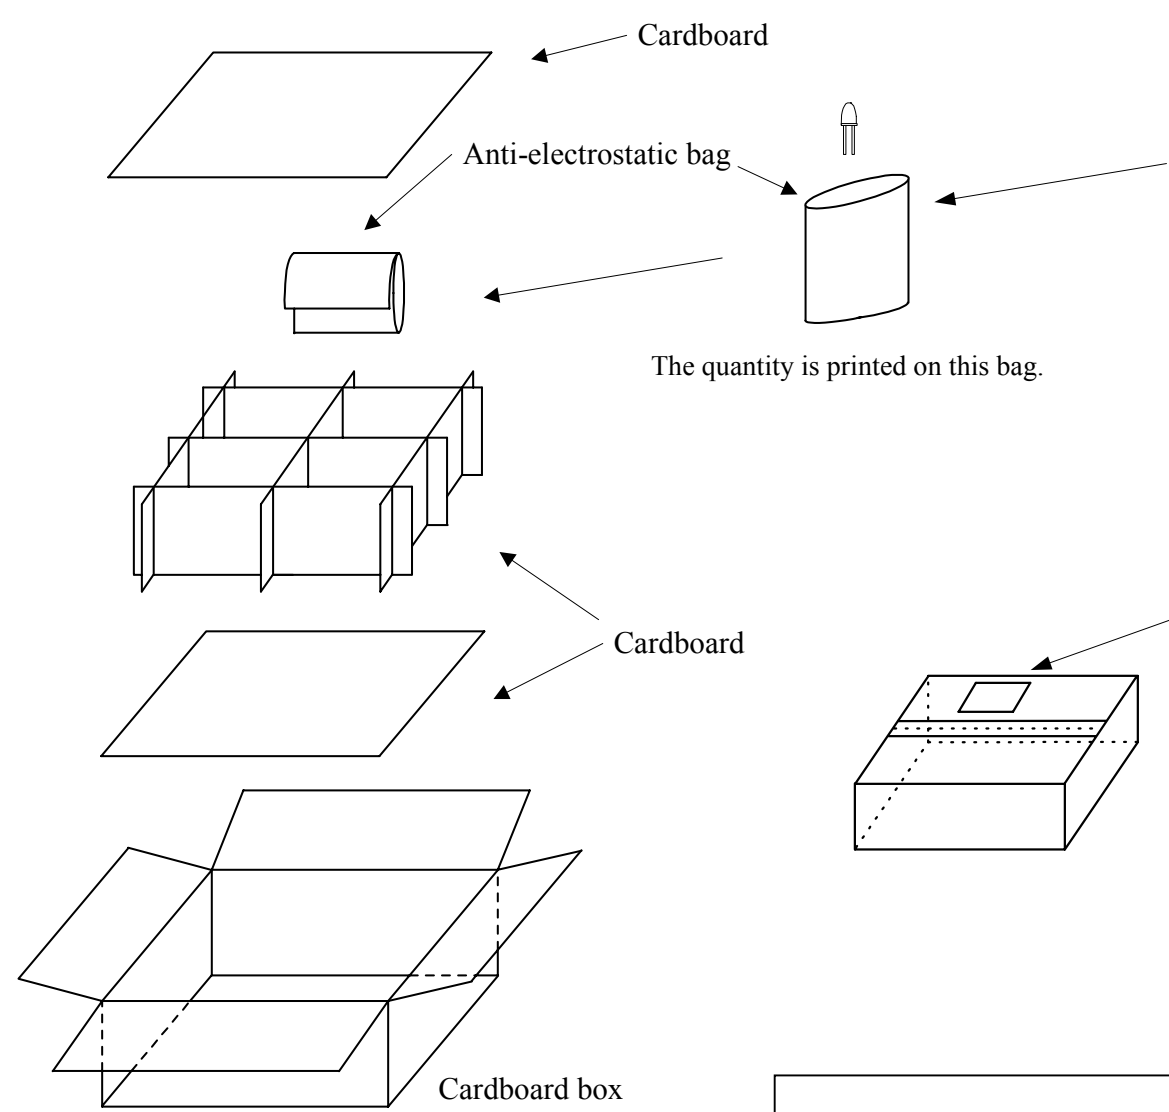 Cardboard
Anti-electrostatic bag
The quantity is printed on this bag.
Cardboard
Cardboard box